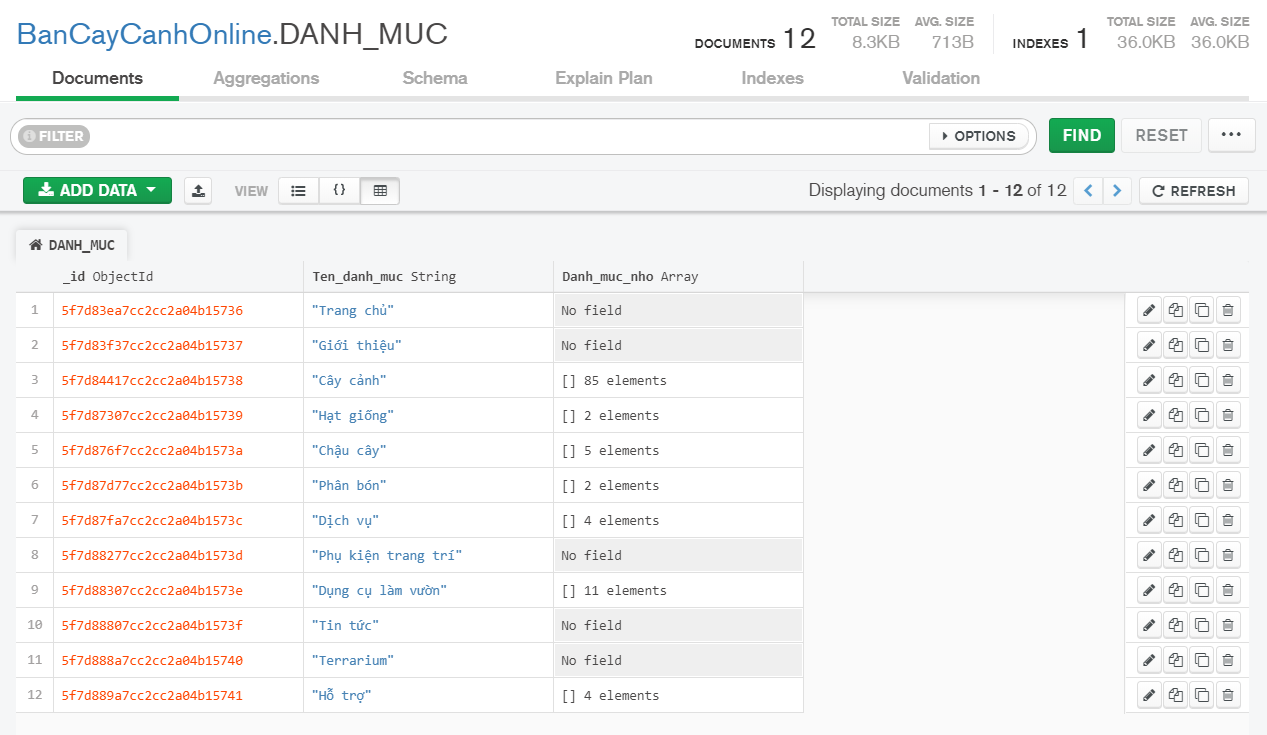 BanCayCanhOnline.DANH_MUC
DOCUMENTS 12 TOTAL SIZE 8.3KB AVG. SIZE 713B INDEXES 1 TOTAL SIZE 36.0KB AVG. SIZE 36.0KB
Documents Aggregations Schema Explain Plan Indexes Validation
FILTER OPTIONS FIND RESET ...
ADD DATA VIEW {} Displaying documents 1 - 12 of 12 < > REFRESH
DANH_MUC
_id ObjectId Ten_danh_muc String Danh_muc_nho Array
1 5f7d83ea7cc2cc2a04b15736 "Trang chủ" No field
2 5f7d83f37cc2cc2a04b15737 "Giới thiệu" No field
3 5f7d84417cc2cc2a04b15738 "Cây cảnh" [] 85 elements
4 5f7d87307cc2cc2a04b15739 "Hạt giống" [] 2 elements
5 5f7d876f7cc2cc2a04b1573a "Chậu cây" [] 5 elements
6 5f7d87d77cc2cc2a04b1573b "Phân bón" [] 2 elements
7 5f7d87fa7cc2cc2a04b1573c "Dịch vụ" [] 4 elements
8 5f7d88277cc2cc2a04b1573d "Phụ kiện trang trí" No field
9 5f7d88307cc2cc2a04b1573e "Dụng cụ làm vườn" [] 11 elements
10 5f7d88807cc2cc2a04b1573f "Tin tức" No field
11 5f7d888a7cc2cc2a04b15740 "Terrarium" No field
12 5f7d889a7cc2cc2a04b15741 "Hỗ trợ" [] 4 elements